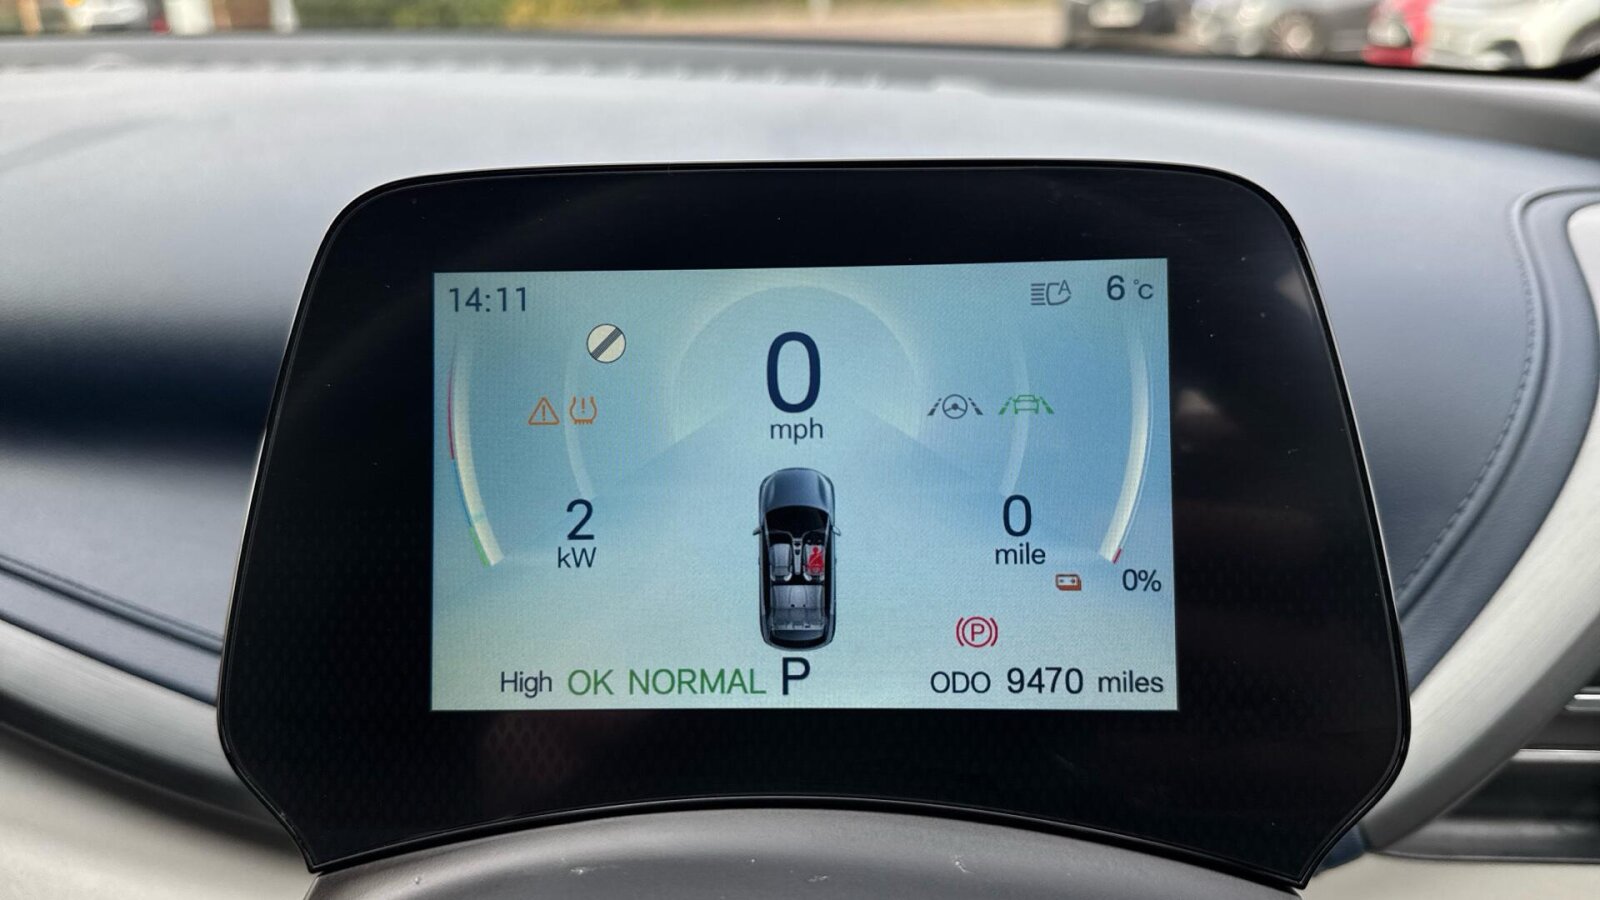 14:11
A 6 °C
0
mph
2
kW
0
mile
0%
P
High OK NORMAL P
ODO 9470 miles